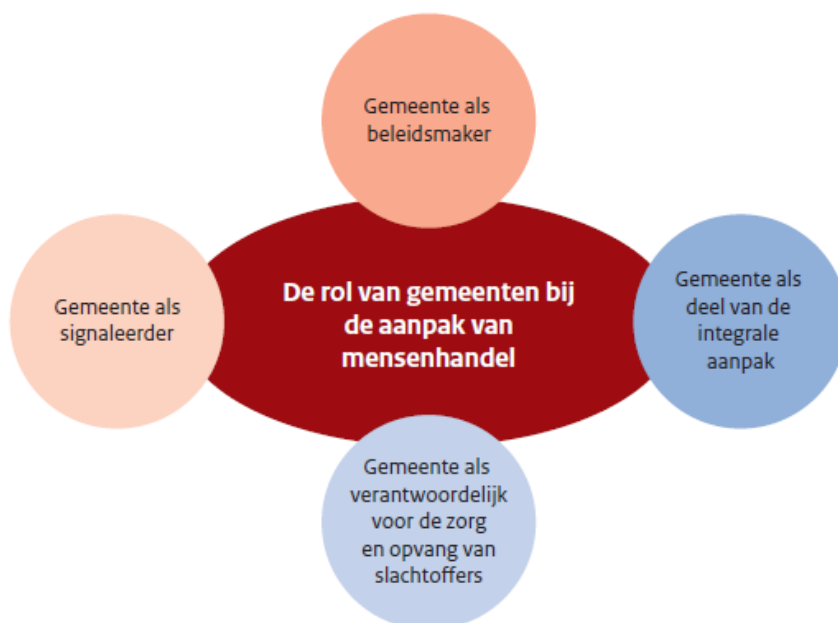 Gemeente als
beleidsmaker
Gemeente als
signaleerder
De rol van gemeenten bij
de aanpak van
mensenhandel
Gemeente als
deel van de
integrale
aanpak
Gemeente als
verantwoordelijk
voor de zorg
en opvang van
slachtoffers